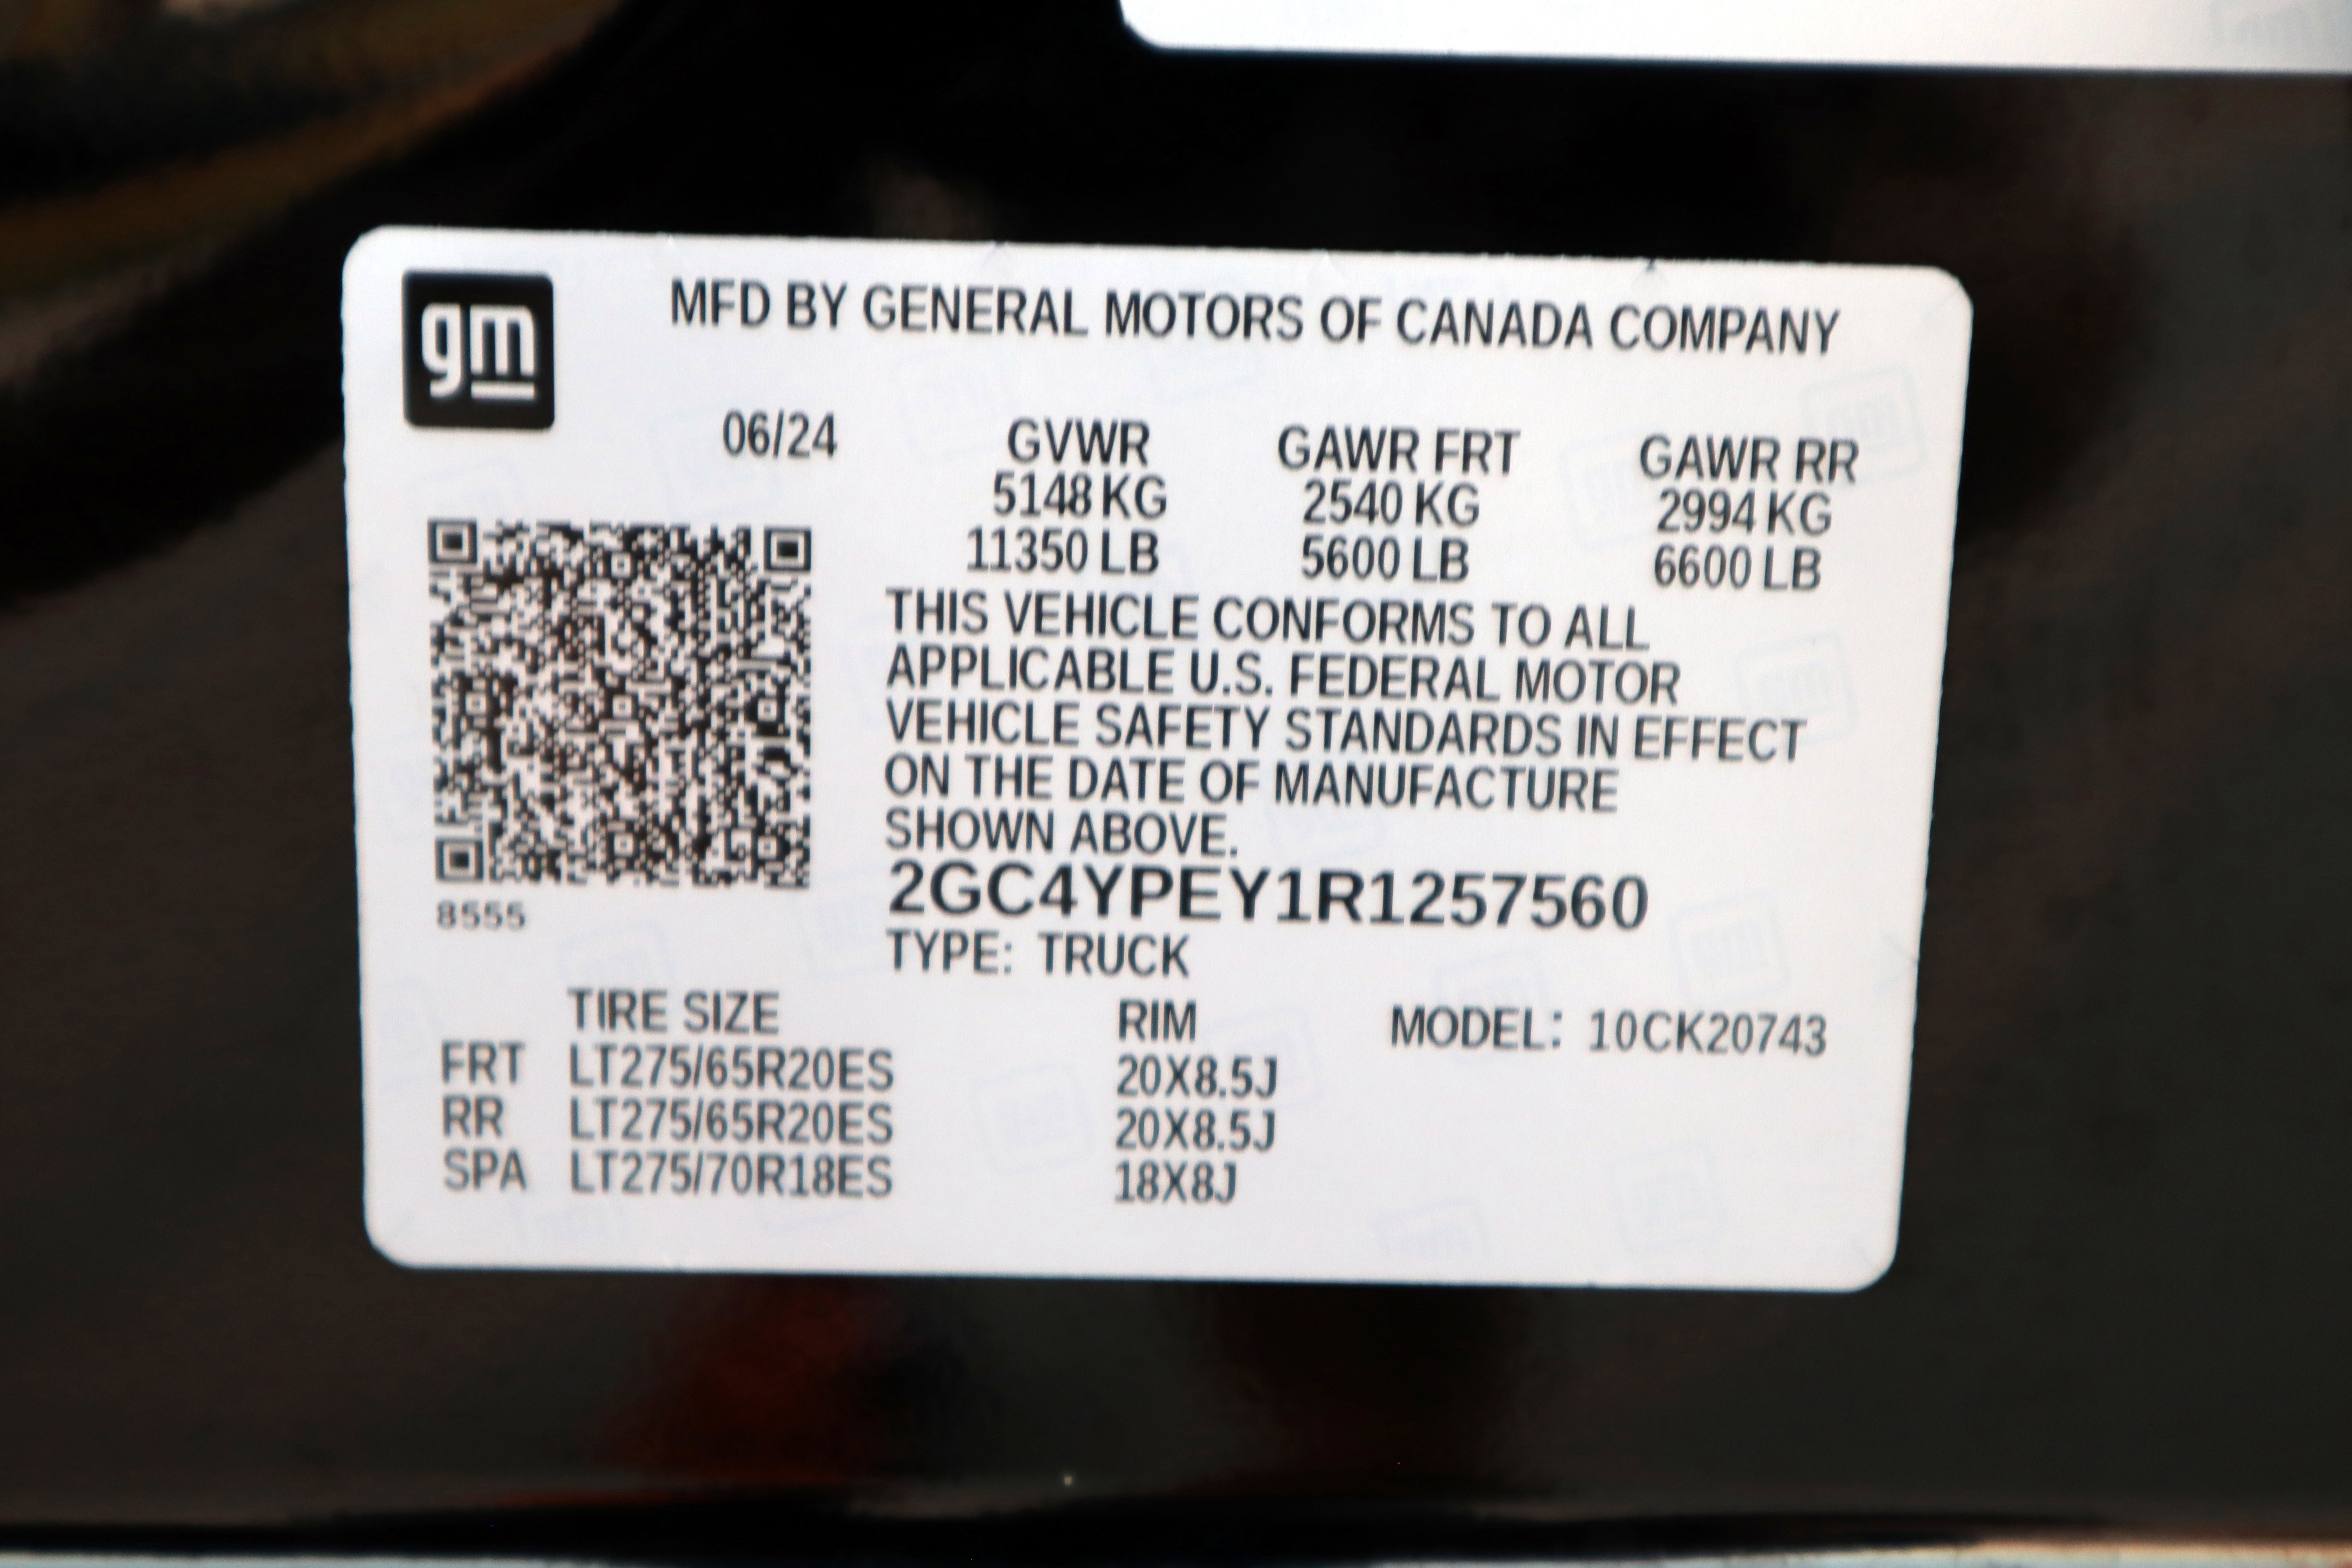 gm
MFD BY GENERAL MOTORS OF CANADA COMPANY
06/24 GVWR GAWR FRT GAWR RR
5148 KG 2540 KG 2994 KG
11350 LB 5600 LB 6600 LB
THIS VEHICLE CONFORMS TO ALL
APPLICABLE U.S. FEDERAL MOTOR
VEHICLE SAFETY STANDARDS IN EFFECT
ON THE DATE OF MANUFACTURE
SHOWN ABOVE.
8555
2GC4YPEY1R1257560
TYPE: TRUCK
TIRE SIZE RIM MODEL: 10CK20743
FRT LT275/65R20ES 20X8.5J
RR LT275/65R20ES 20X8.5J
SPA LT275/70R18ES 18X8J